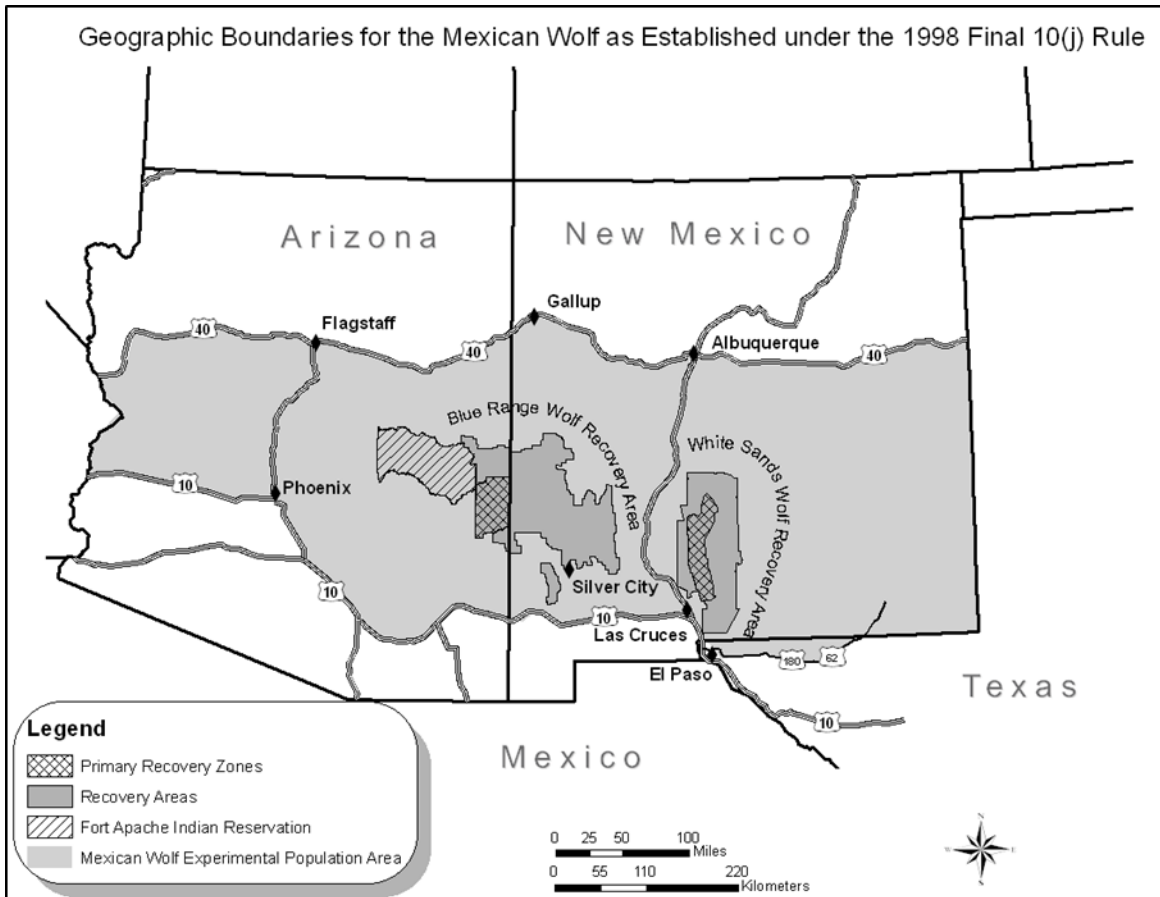 Geographic Boundaries for the Mexican Wolf as Established under the 1998 Final 10(j) Rule
Arizona
New Mexico
Gallup
Flagstaff
40
40
Albuquerque
40
Blue Range Wolf Recovery Area
White Sands Wolf Recovery Area
10
Phoenix
Silver City
10
10
Las Cruces
El Paso
180
62
Texas
10
Mexico
Legend
Primary Recovery Zones
Recovery Areas
Fort Apache Indian Reservation
Mexican Wolf Experimental Population Area
0 25 50 100
Miles
0 55 110 220
Kilometers
N
E
S
W